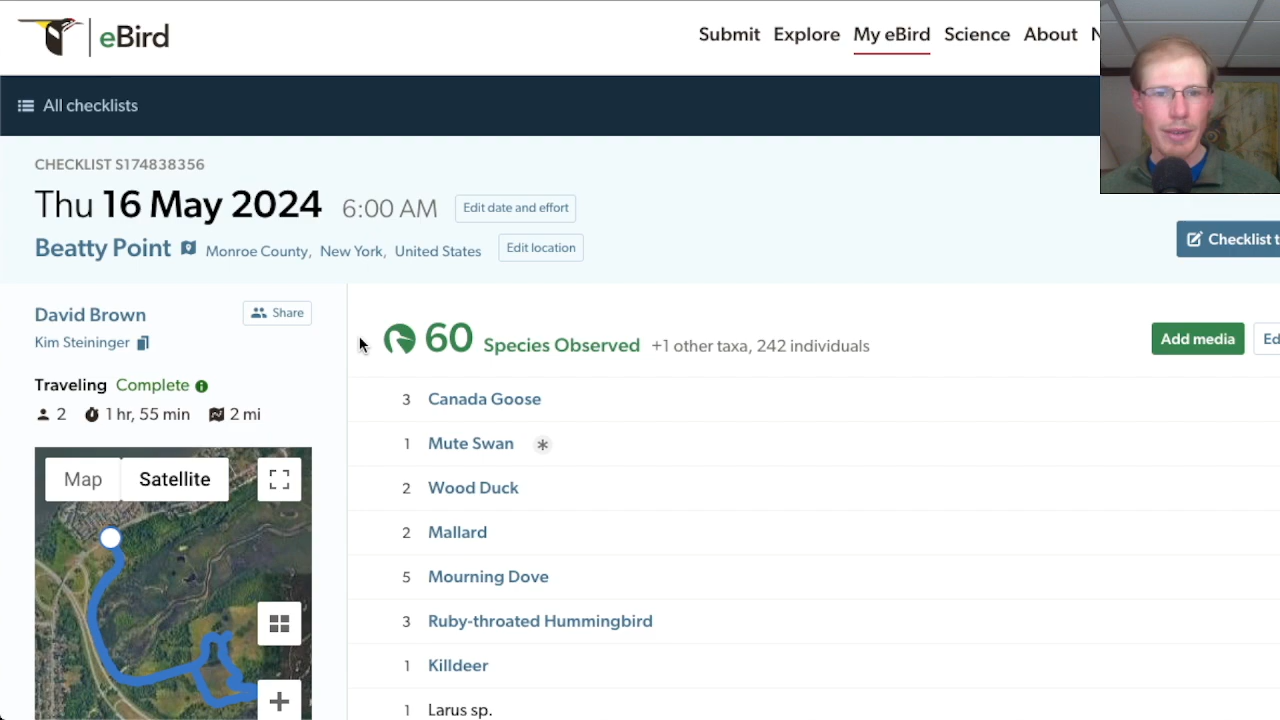 eBird
Submit Explore My eBird Science About N
All checklists
CHECKLIST S174838356
Thu 16 May 2024 6:00 AM Edit date and effort
Beatty Point Monroe County, New York, United States Edit location
Checklist t
David Brown Share
Kim Steininger
Traveling Complete
2 1 hr, 55 min 2 mi
Map Satellite
60 Species Observed +1 other taxa, 242 individuals
Add media Ed
3 Canada Goose
1 Mute Swan *
2 Wood Duck
2 Mallard
5 Mourning Dove
3 Ruby-throated Hummingbird
1 Killdeer
1 Larus sp.